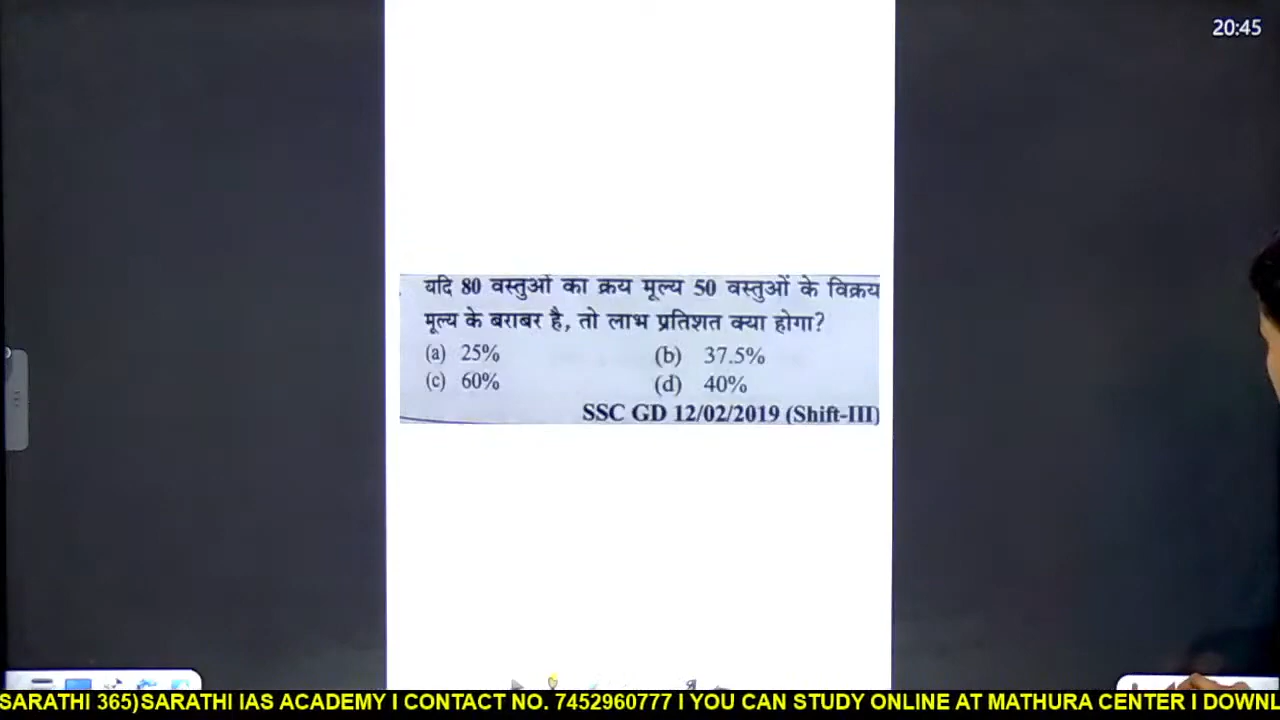 20:45
यदि 80 वस्तुओं का क्रय मूल्य 50 वस्तुओं के विक्रय
मूल्य के बराबर है, तो लाभ प्रतिशत क्या होगा?
(a) 25% (b) 37.5%
(c) 60% (d) 40%
SSC GD 12/02/2019 (Shift-III)
SARATHI 365)SARATHI IAS ACADEMY I CONTACT NO. 7452960777 I YOU CAN STUDY ONLINE AT MATHURA CENTER I DOWNL